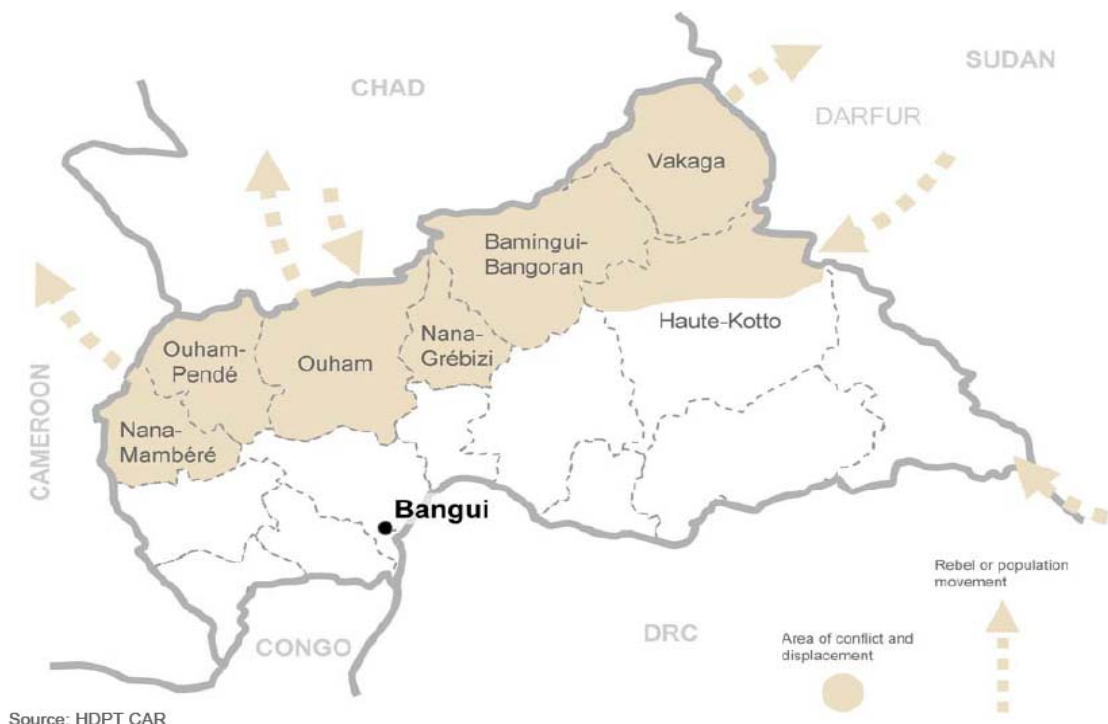 SUDAN
CHAD
DARFUR
Vakaga
Bamingui-
Bangoran
Haute-Kotto
Nana-
Grébizi
Ouham-
Pendé
Ouham
Nana-
Mambéré
CAMEROON
Bangui
CONGO
DRC
Rebel or population
movement
Area of conflict and
displacement
Source: HDPT CAR